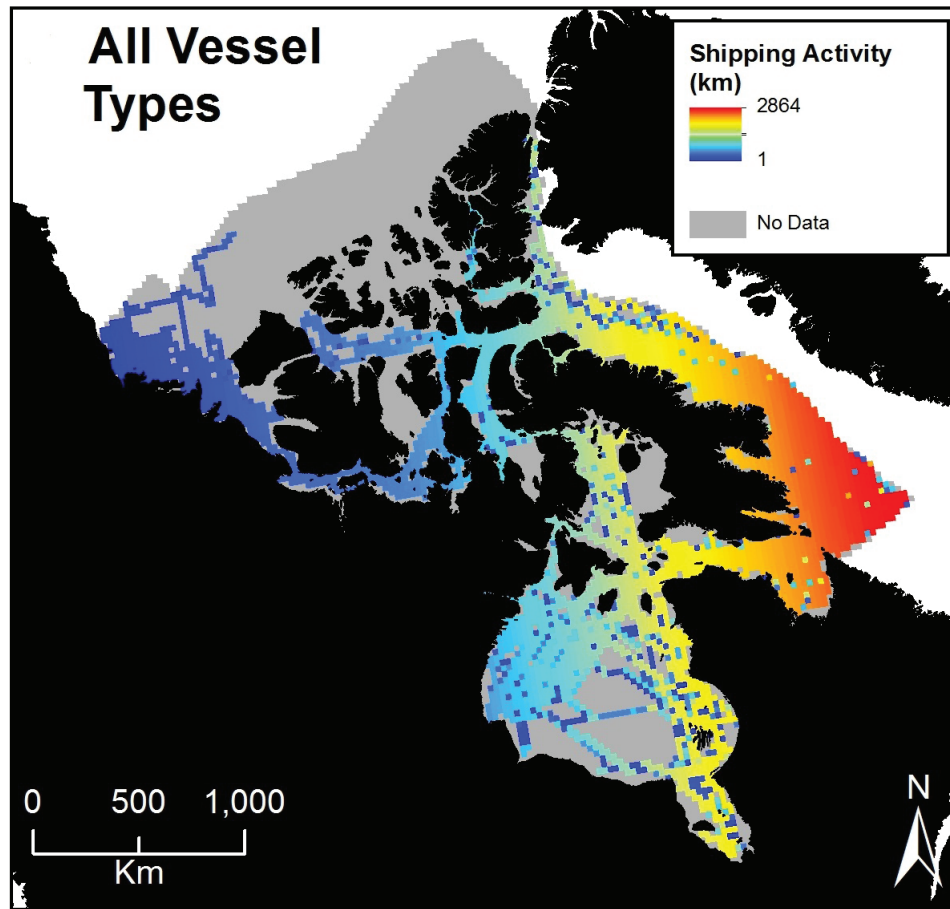 All Vessel
Types
Shipping Activity
(km)
2864
1
No Data
0 500 1,000
Km
N